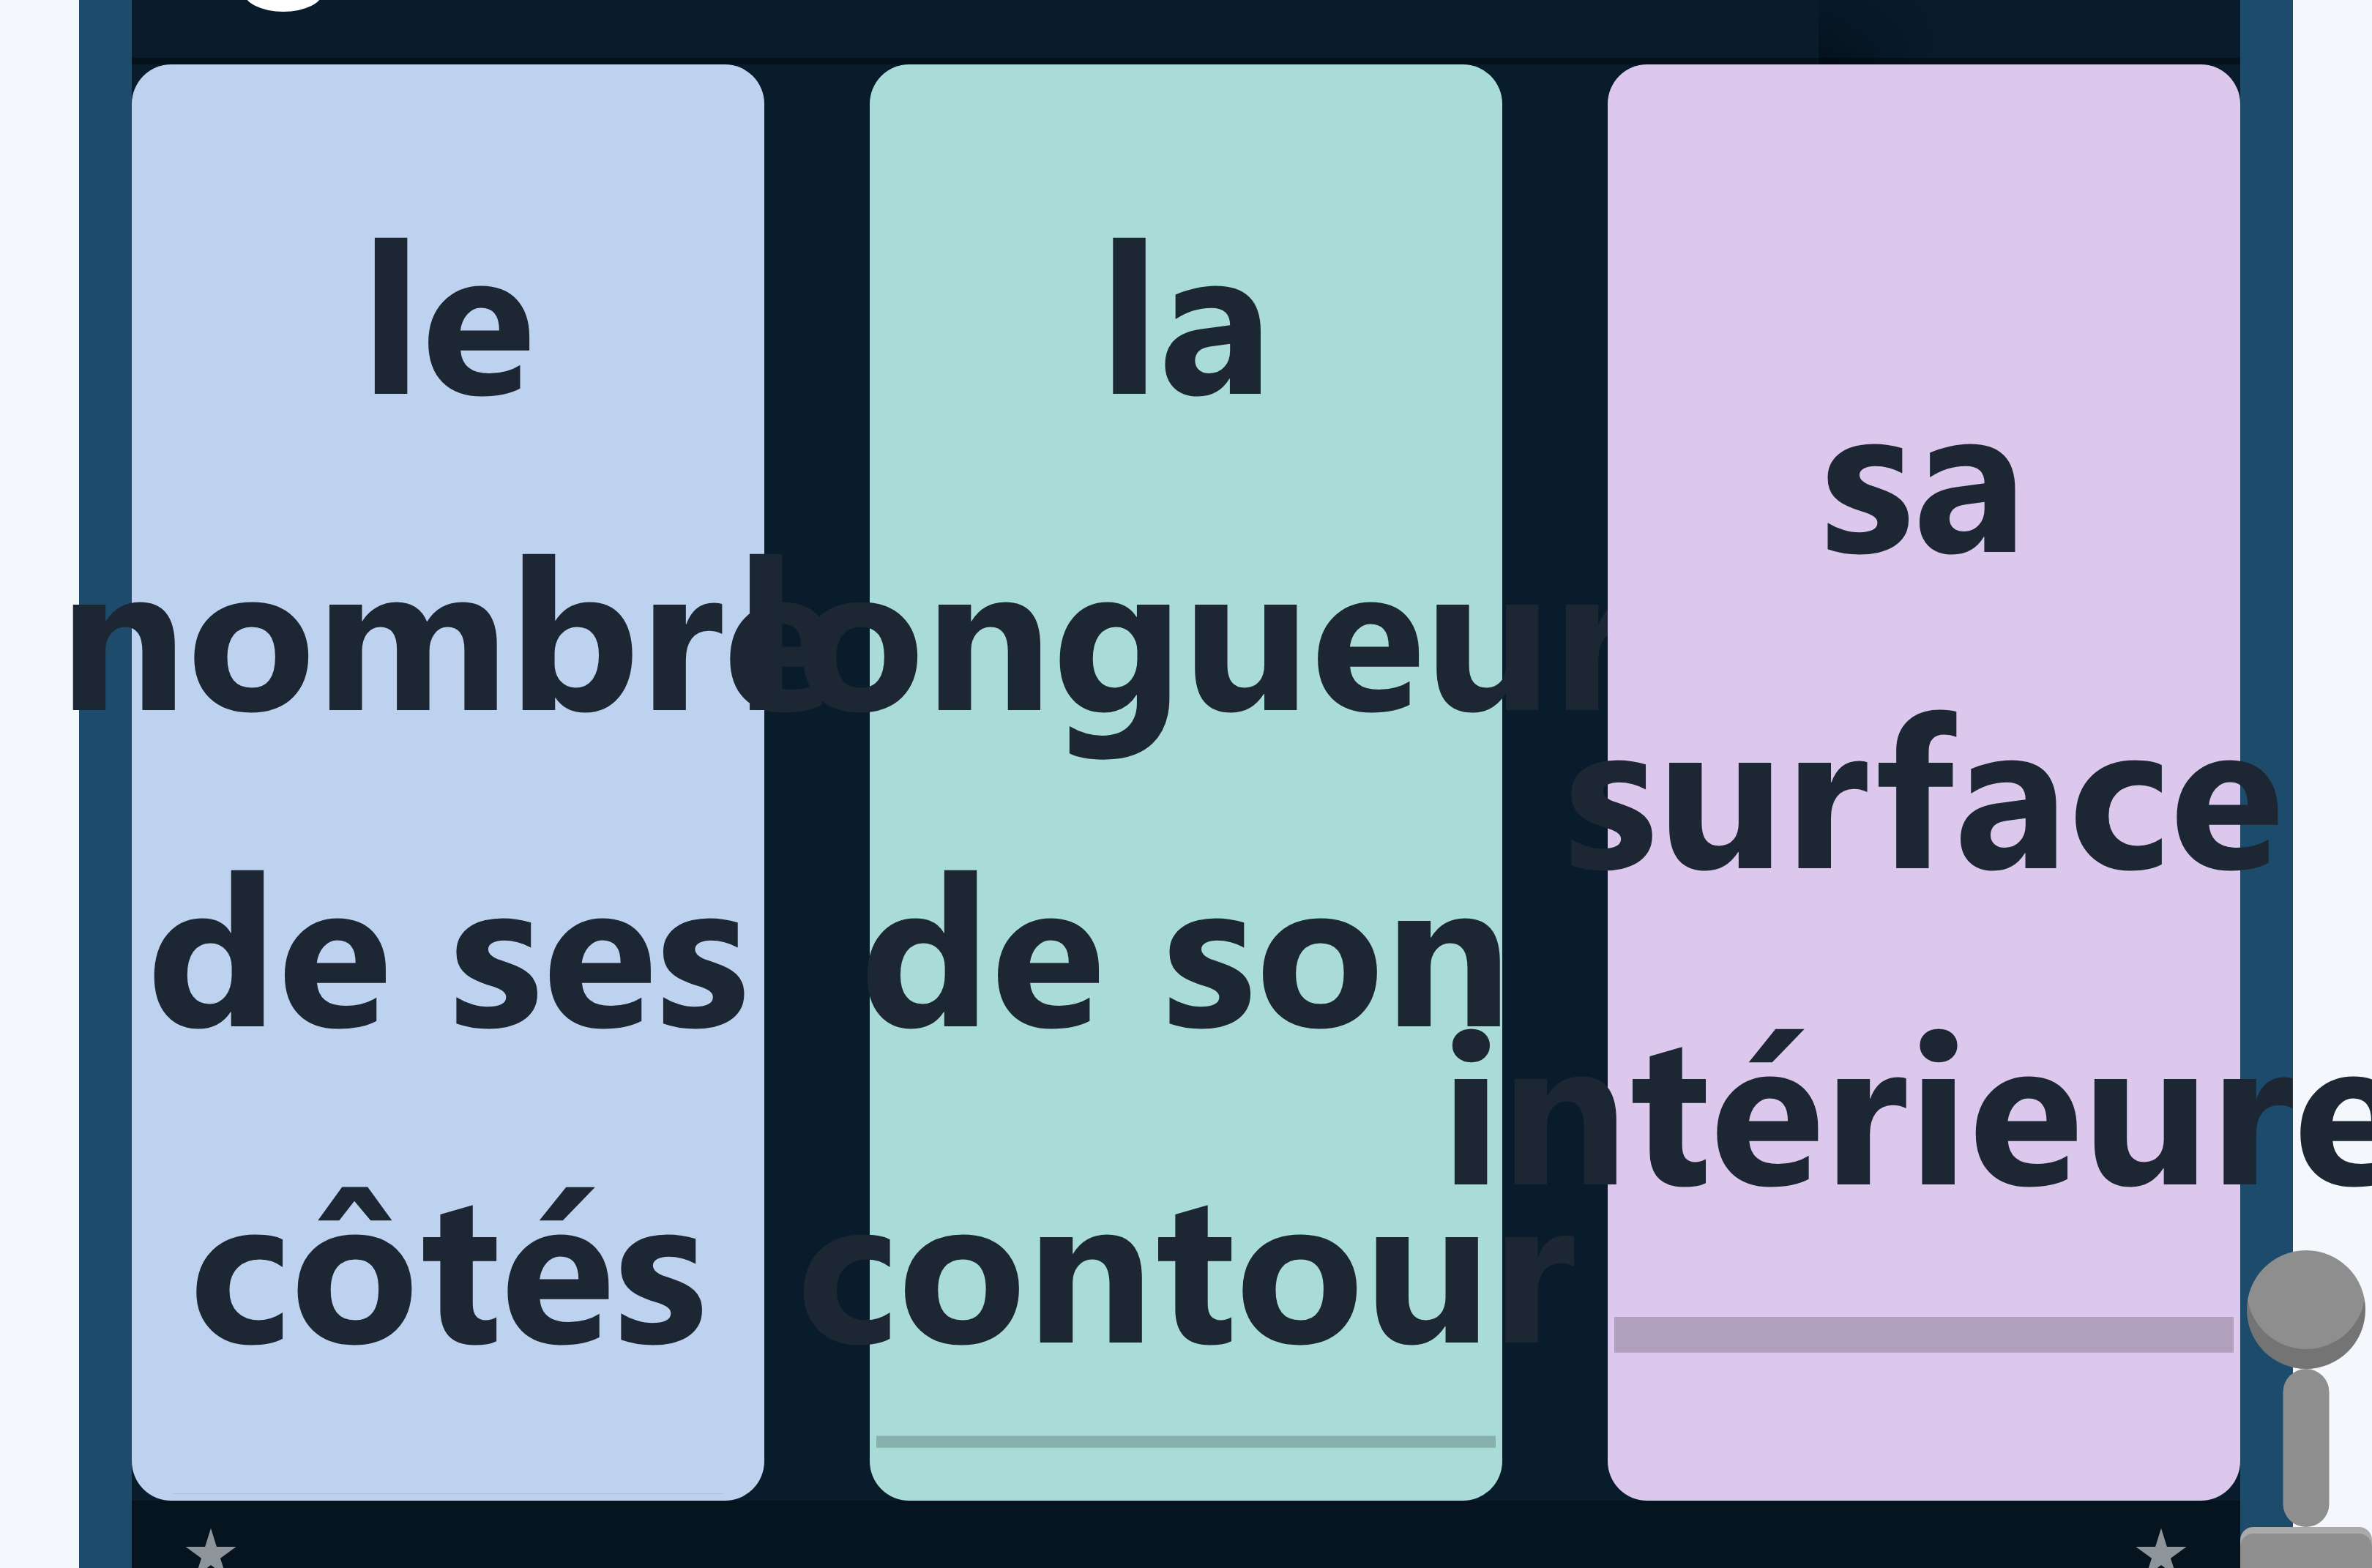 le
nombre
de ses
côtés
la
longueur
de son
contour
sa
surface
intérieure